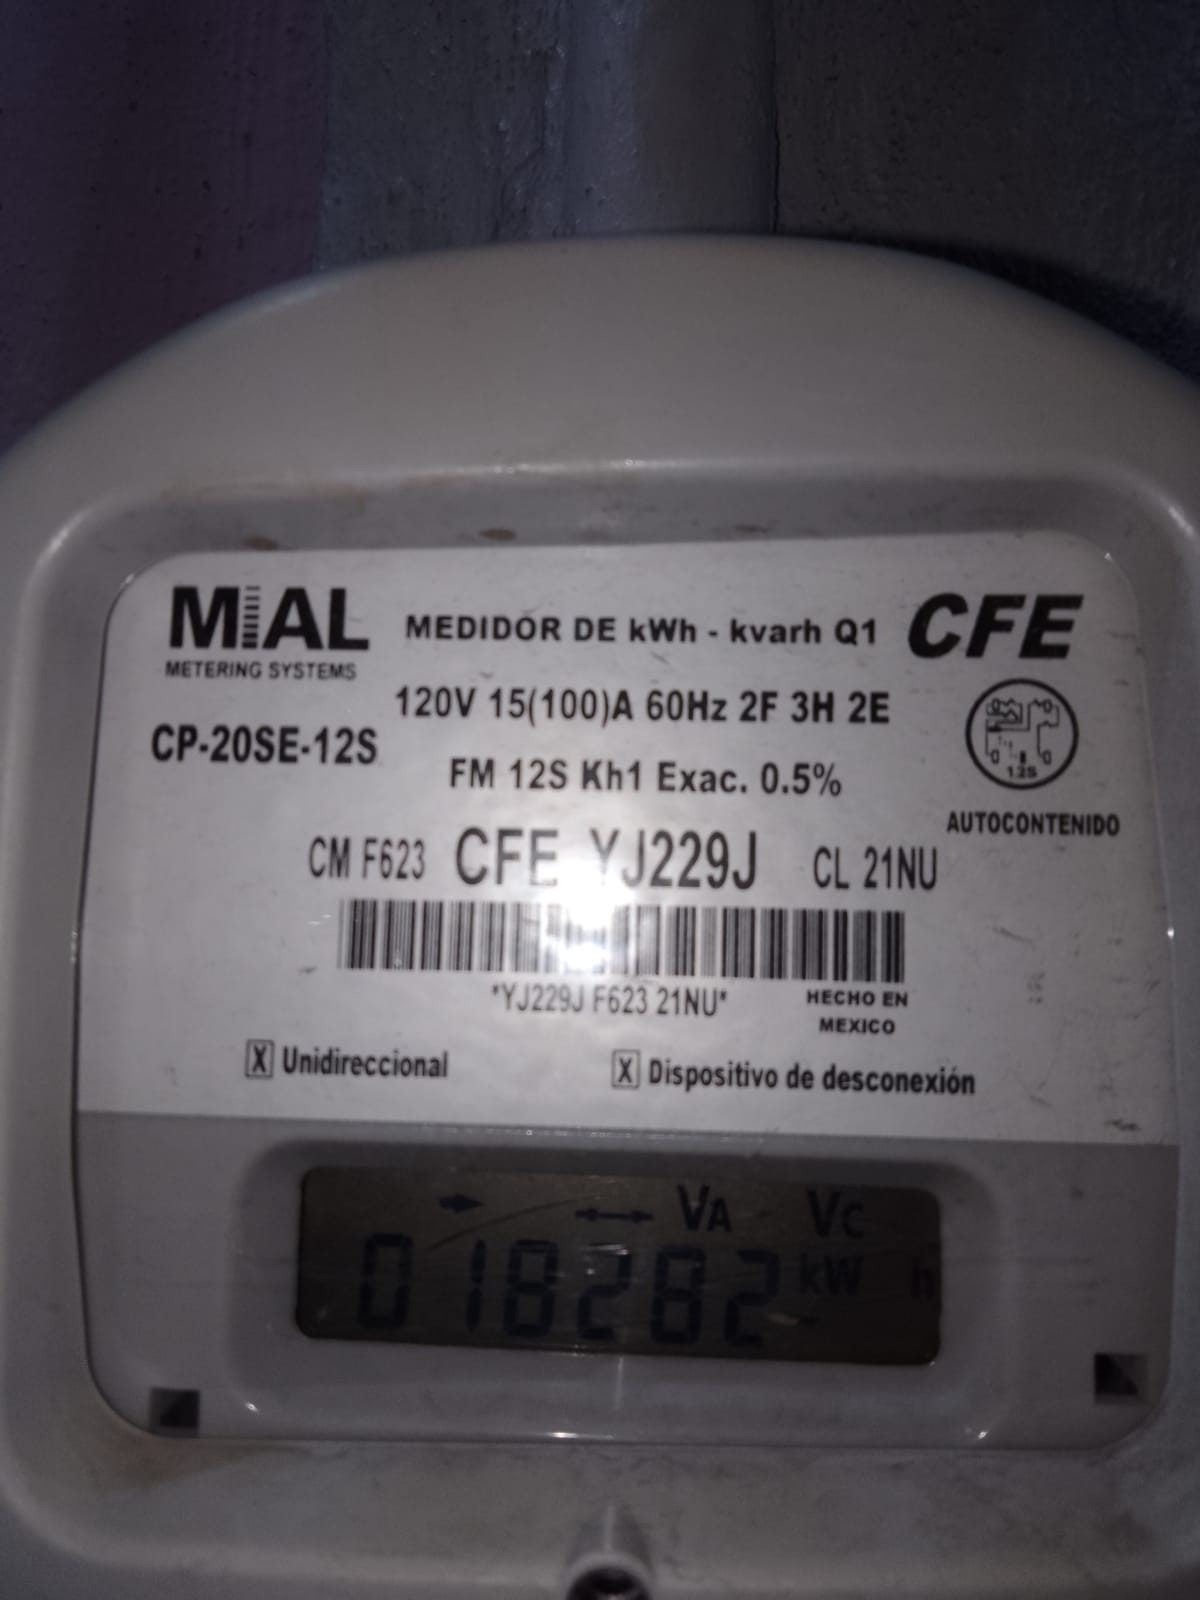 MIAL
METERING SYSTEMS
MEDIDOR DE kWh - kvarh Q1
CFE
120V 15(100)A 60Hz 2F 3H 2E
CP-20SE-12S
FM 12S Kh1 Exac. 0.5%
12S
AUTOCONTENIDO
CM F623 CFE YJ229J CL 21NU
*YJ229J F623 21NU*
HECHO EN
MEXICO
X Unidireccional
X Dispositivo de desconexión
VA VC
018282 kW h